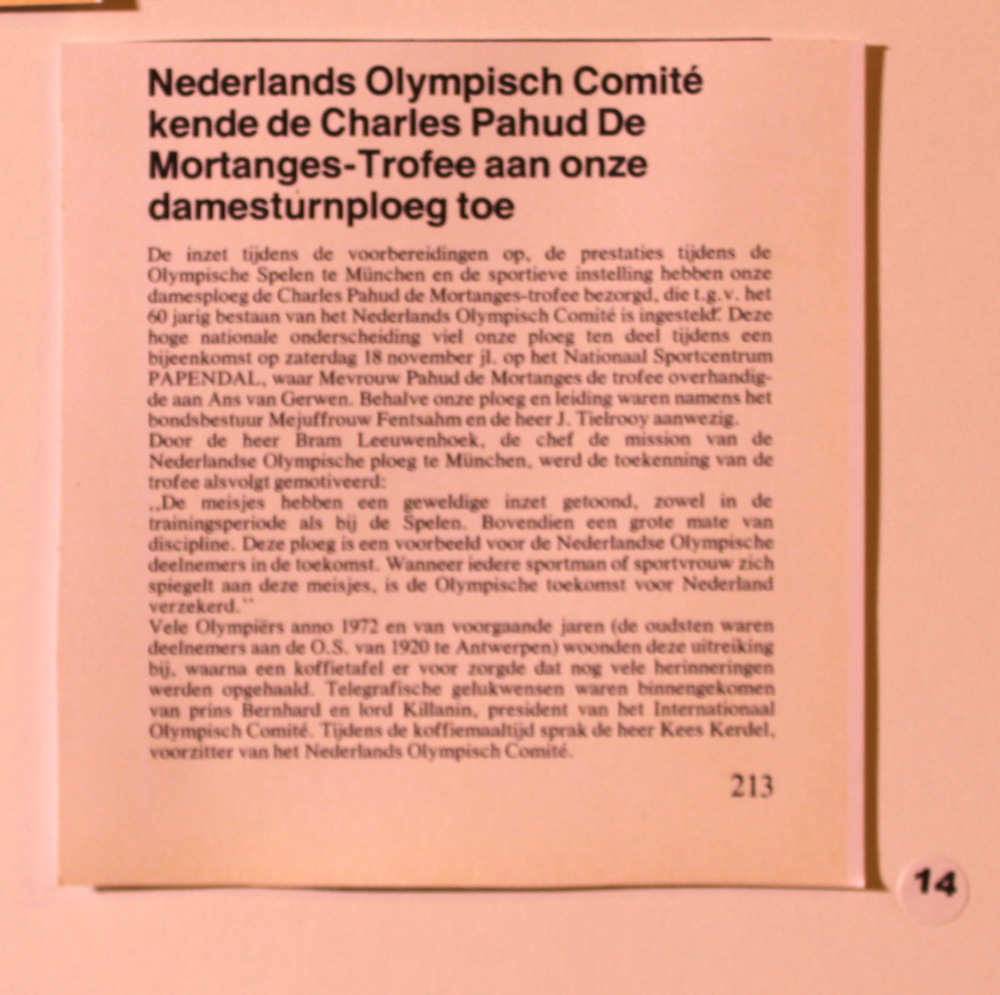 Nederlands Olympisch Comité
kende de Charles Pahud De
Mortanges-Trofee aan onze
damesturnploeg toe
De inzet tijdens de voorbereidingen op, de prestaties tijdens de
Olympische Spelen te München en de sportieve instelling hebben onze
damesploeg de Charles Pahud de Mortanges-trofee bezorgd, die t.g.v. het
60 jarig bestaan van het Nederlands Olympisch Comité is ingesteld. Deze
hoge nationale onderscheiding viel onze ploeg ten deel tijdens een
bijeenkomst op zaterdag 18 november jl. op het Nationaal Sportcentrum
PAPENDAL, waar Mevrouw Pahud de Mortanges de trofee overhandig-
de aan Ans van Gerwen. Behalve onze ploeg en leiding waren namens het
bondsbestuur Mejuffrouw Fentsahm en de heer J. Tielrooy aanwezig.
Door de heer Bram Leeuwenhoek, de chef de mission van de
Nederlandse Olympische ploeg te München, werd de toekenning van de
trofee alsvolgt gemotiveerd:
„De meisjes hebben een geweldige inzet getoond, zowel in de
trainingsperiode als bij de Spelen. Bovendien een grote mate van
discipline. Deze ploeg is een voorbeeld voor de Nederlandse Olympische
deelnemers in de toekomst. Wanneer iedere sportman of sportvrouw zich
spiegelt aan deze meisjes, is de Olympische toekomst voor Nederland
verzekerd.”
Vele Olympiërs anno 1972 en van voorgaande jaren (de oudsten waren
deelnemers aan de O.S. van 1920 te Antwerpen) woonden deze uitreiking
bij, waarna een koffietafel er voor zorgde dat nog vele herinneringen
werden opgehaald. Telegrafische gelukwensen waren binnengekomen
van prins Bernhard en lord Killanin, president van het Internationaal
Olympisch Comité. Tijdens de koffiemaaltijd sprak de heer Kees Kerdel,
voorzitter van het Nederlands Olympisch Comité.
213
14